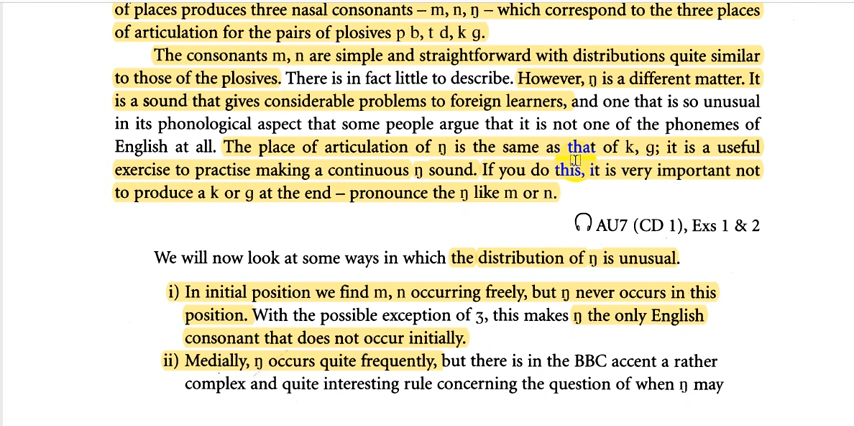 of places produces three nasal consonants – m, n, ŋ – which correspond to the three places
of articulation for the pairs of plosives p b, t d, k g.
The consonants m, n are simple and straightforward with distributions quite similar
to those of the plosives. There is in fact little to describe. However, ŋ is a different matter. It
is a sound that gives considerable problems to foreign learners, and one that is so unusual
in its phonological aspect that some people argue that it is not one of the phonemes of
English at all. The place of articulation of ŋ is the same as that of k, g; it is a useful
exercise to practise making a continuous ŋ sound. If you do this, it is very important not
to produce a k or g at the end – pronounce the ŋ like m or n.
AU7 (CD 1), Exs 1 & 2
We will now look at some ways in which the distribution of ŋ is unusual.
i) In initial position we find m, n occurring freely, but ŋ never occurs in this
position. With the possible exception of ʒ, this makes ŋ the only English
consonant that does not occur initially.
ii) Medially, ŋ occurs quite frequently, but there is in the BBC accent a rather
complex and quite interesting rule concerning the question of when ŋ may